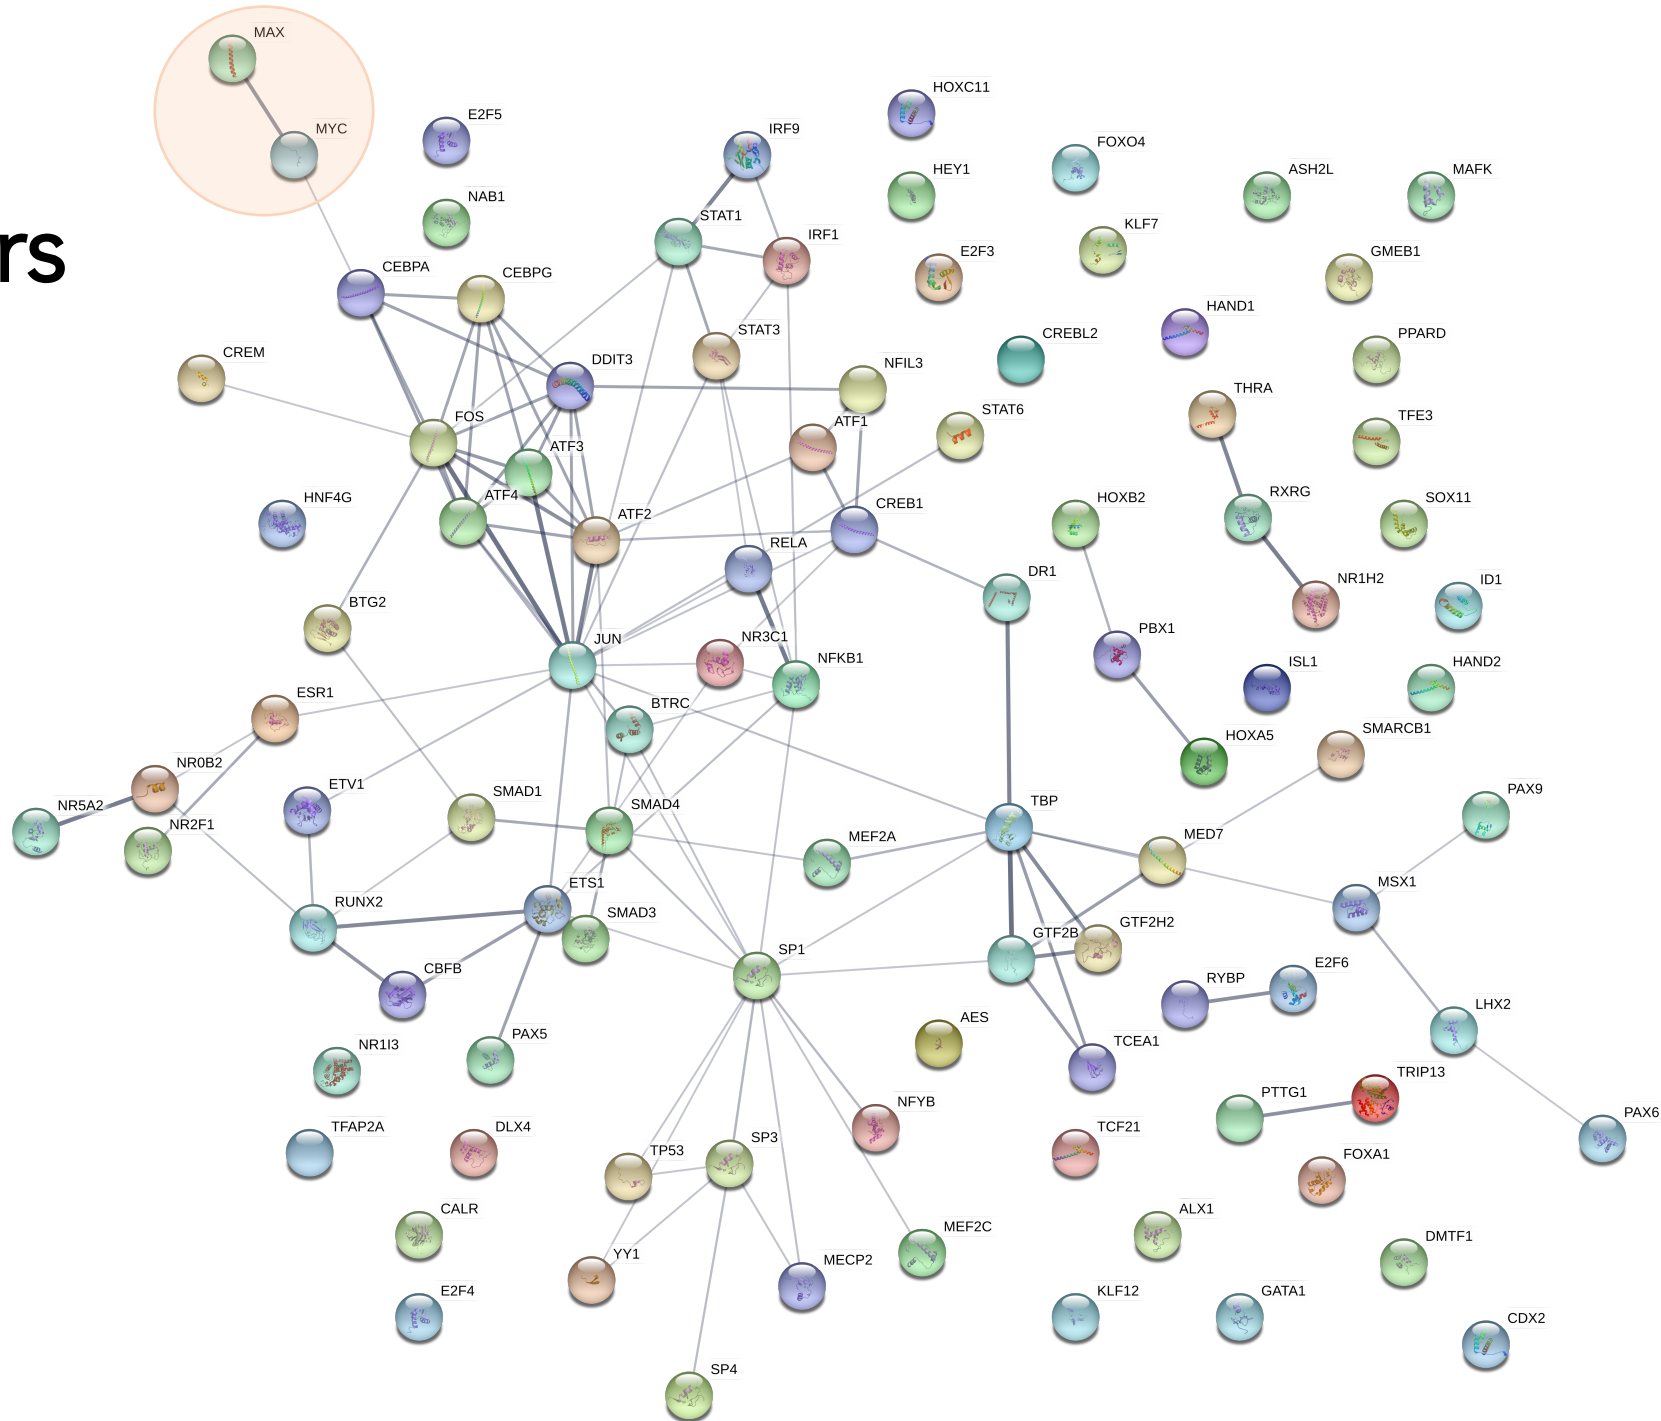 MAX
MYC
rs
E2F5
NAB1
IRF9
STAT1
IRF1
HOXC11
HEY1
E2F3
FOXO4
KLF7
ASH2L
MAFK
GMEB1
CEBPA
CEBPG
CREM
DDIT3
STAT3
NFIL3
CREBL2
HAND1
PPARD
FOS
ATF3
ATF1
STAT6
THRA
TFE3
HNF4G
ATF4
ATF2
CREB1
RELA
HOXB2
RXRG
SOX11
DR1
NR1H2
ID1
BTG2
JUN
NR3C1
NFKB1
PBX1
ISL1
HAND2
ESR1
BTRC
HOXA5
SMARCB1
NR0B2
NR5A2
NR2F1
ETV1
SMAD1
SMAD4
MEF2A
TBP
MED7
PAX9
RUNX2
ETS1
SMAD3
MSX1
CBFB
SP1
GTF2B
GTF2H2
RYBP
E2F6
LHX2
NR1I3
PAX5
AES
TCEA1
PTTG1
TRIP13
PAX6
TFAP2A
DLX4
TP53
SP3
NFYB
TCF21
FOXA1
CALR
YY1
MECP2
MEF2C
ALX1
DMTF1
E2F4
KLF12
GATA1
CDX2
SP4